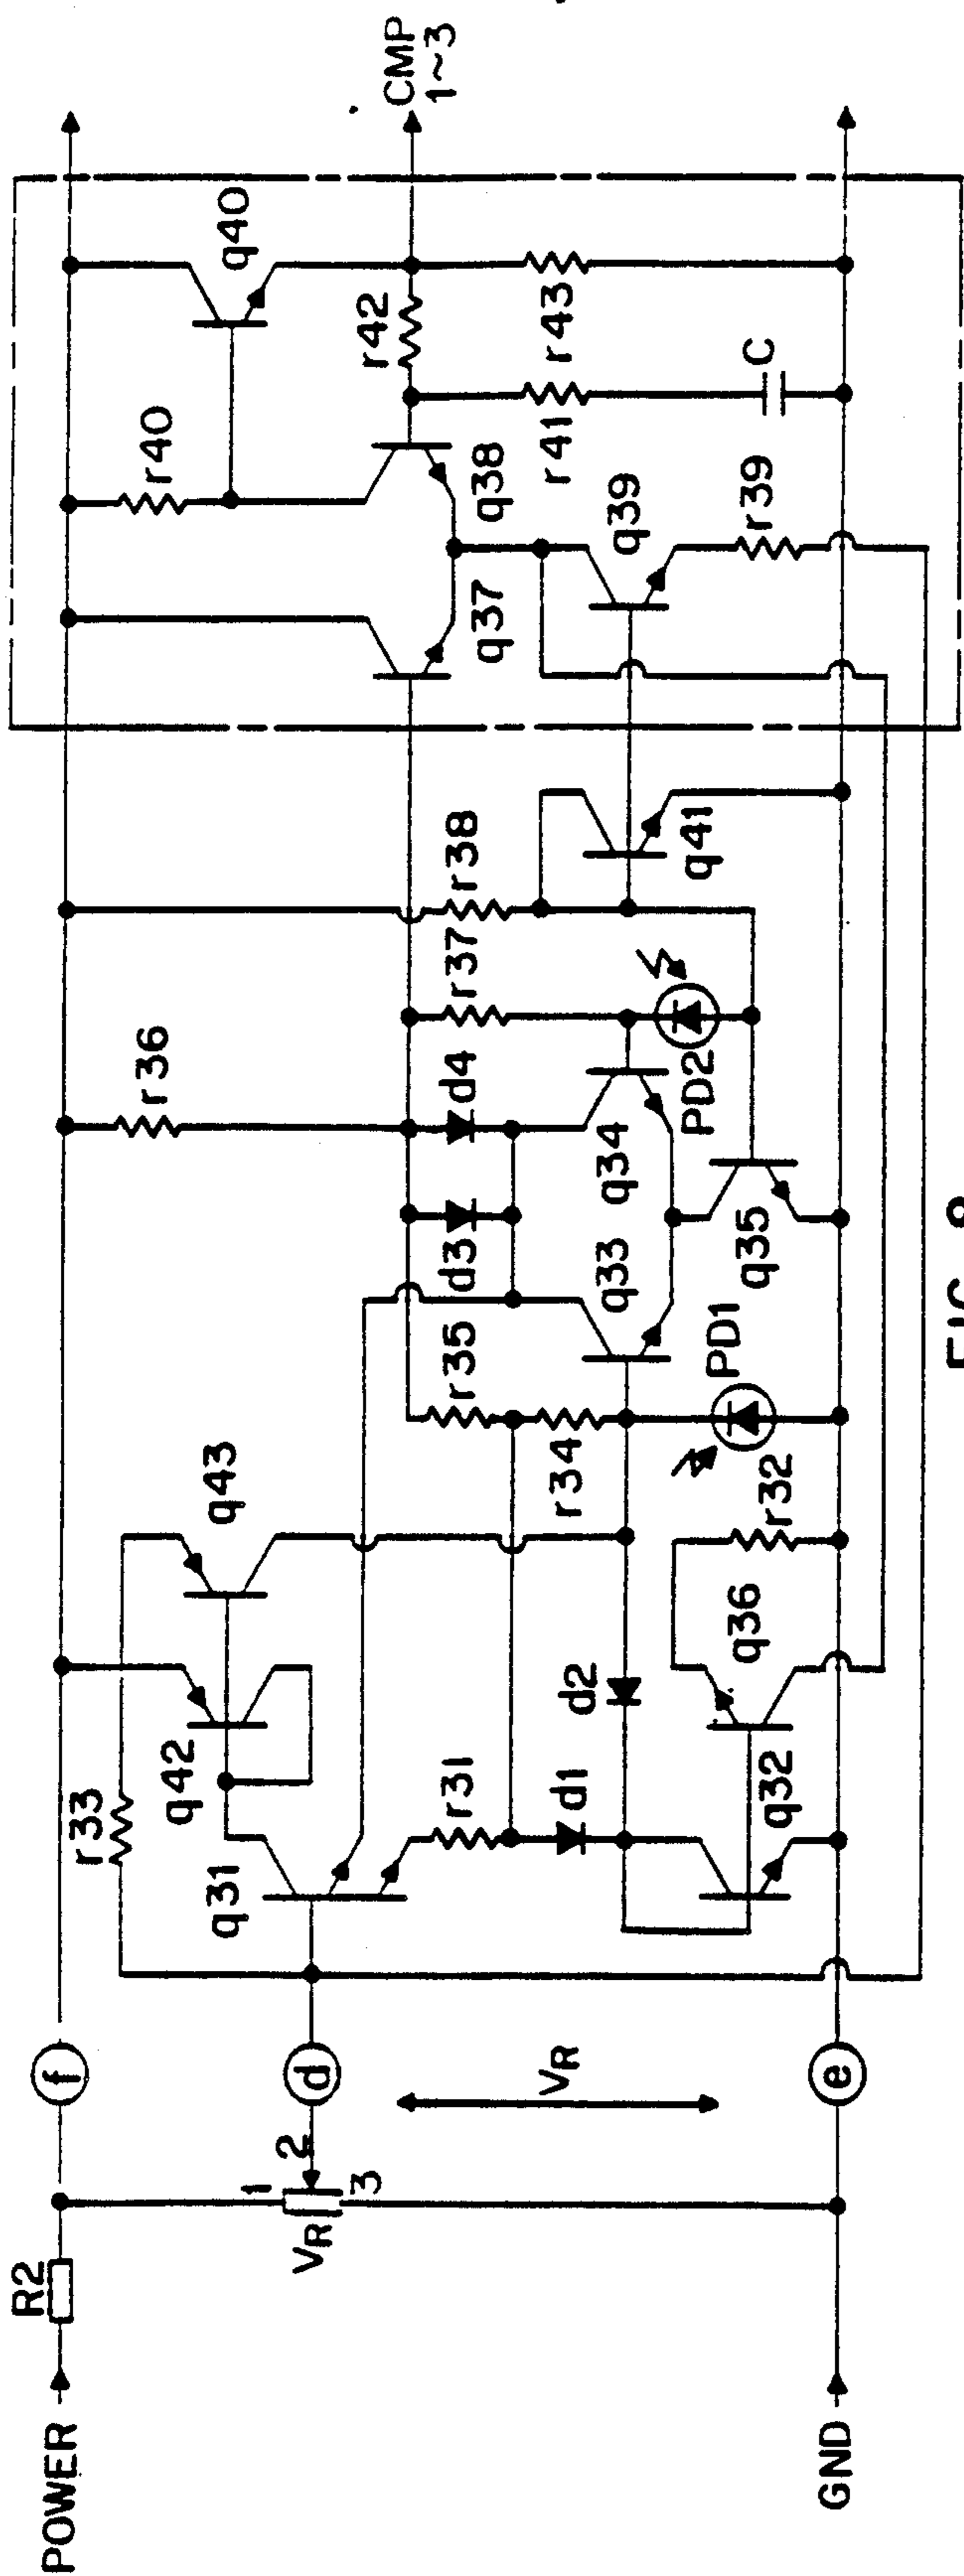 POWER
R2
f
1
VR
2
3
d
VR
GND
e
r33
q42
q43
q31
r31
d1
d2
q32
q36
r32
r34
r35
PD1
d3
d4
q33
q34
q35
PD2
r36
r37
r38
q41
q37
q38
r40
q39
r39
r41
C
r42
r43
q40
CMP
1~3